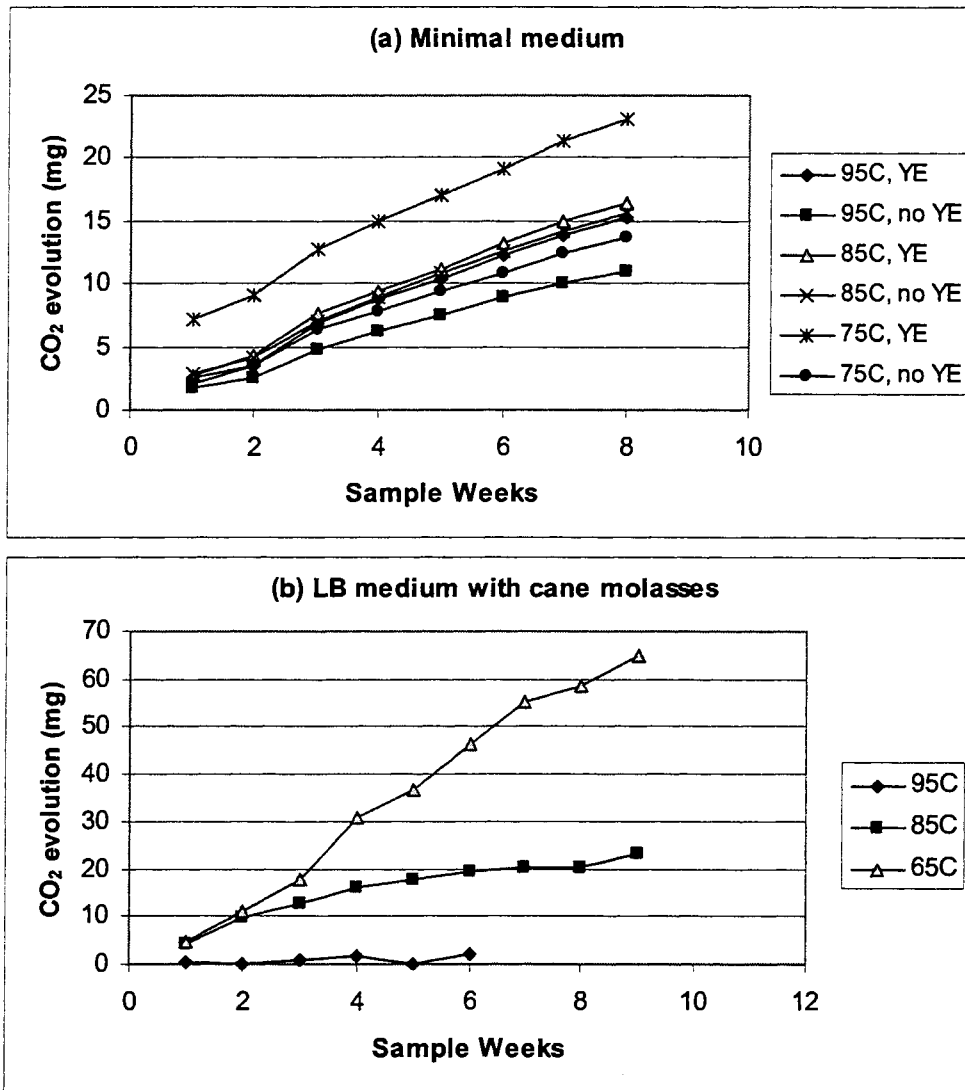 (a) Minimal medium
CO₂ evolution (mg)
25
20
15
10
5
0
0 2 4 6 8 10
Sample Weeks
95C, YE
95C, no YE
85C, YE
85C, no YE
75C, YE
75C, no YE
(b) LB medium with cane molasses
CO₂ evolution (mg)
70
60
50
40
30
20
10
0
0 2 4 6 8 10 12
Sample Weeks
95C
85C
65C